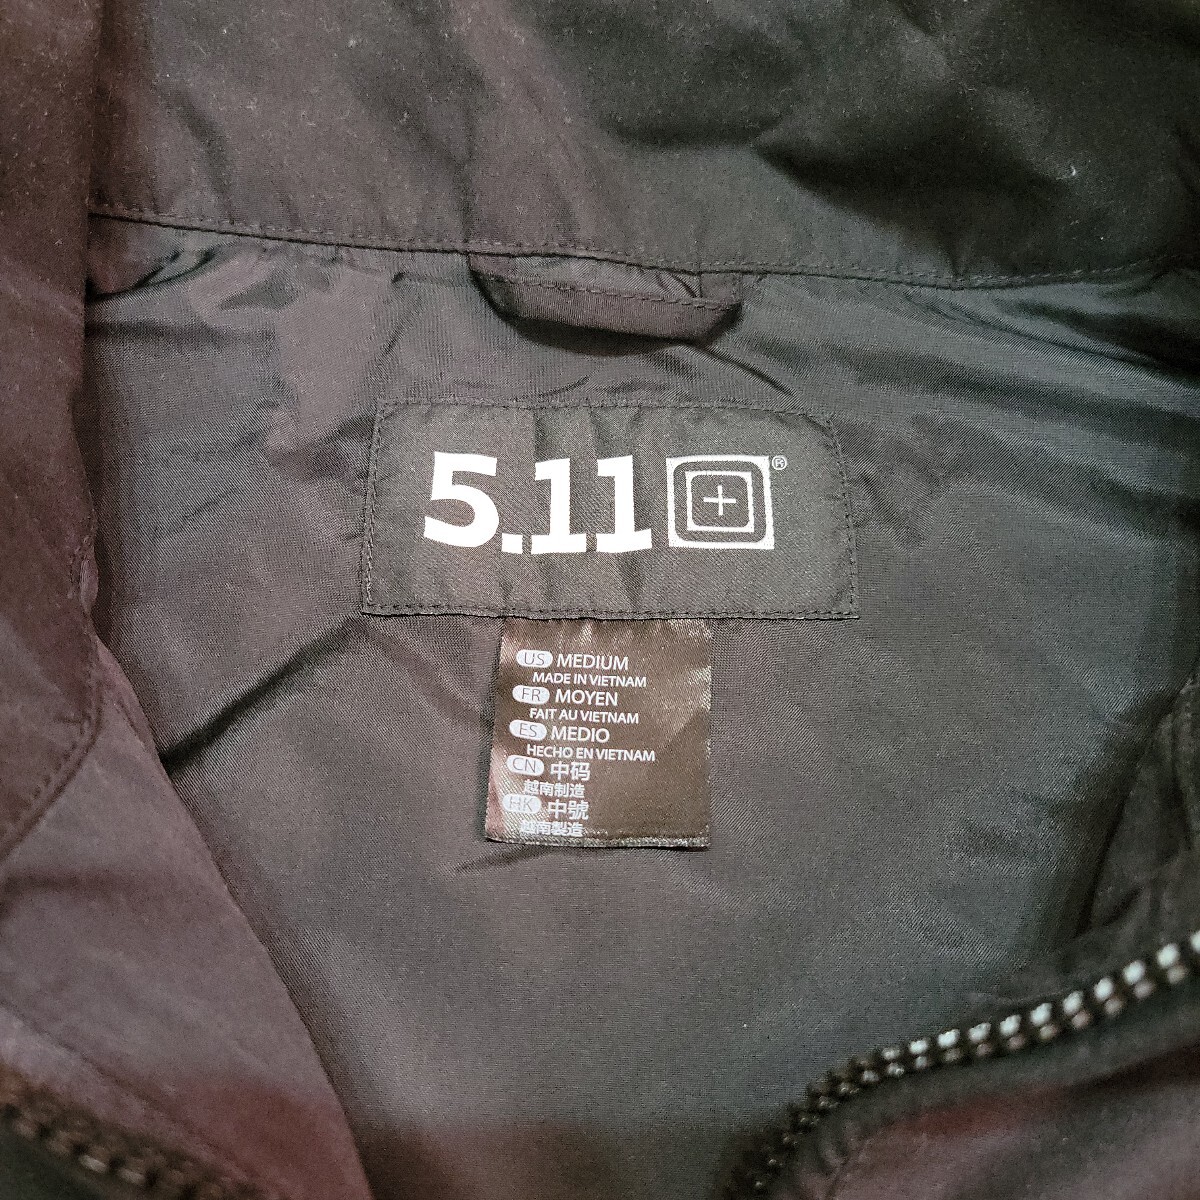 5.11 ®
US MEDIUM
MADE IN VIETNAM
FR MOYEN
FAIT AU VIETNAM
ES MEDIO
HECHO EN VIETNAM
CN 中码
越南制造
HK 中號
越南製造